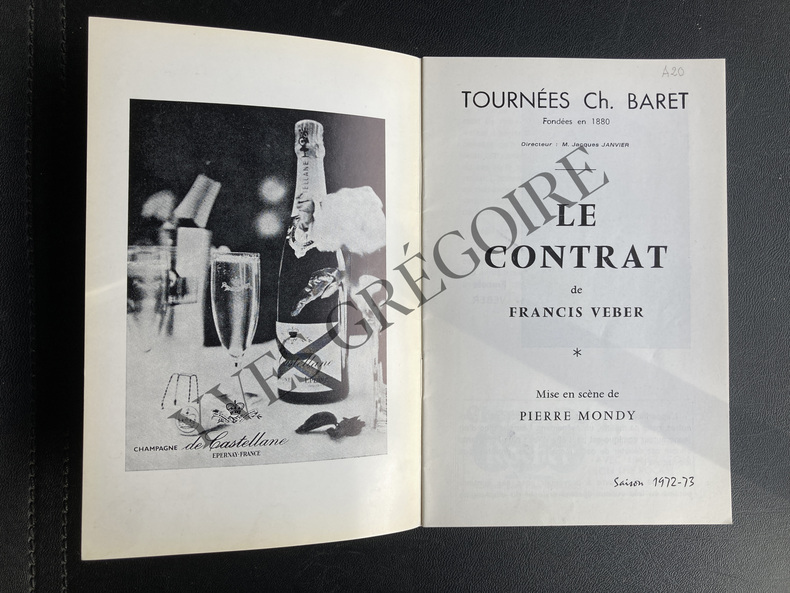 CHAMPAGNE de Castellane
EPERNAY-FRANCE
A20
TOURNÉES Ch. BARET
Fondées en 1880
Directeur : M. Jacques JANVIER
LE
CONTRAT
de
FRANCIS VEBER
*
Mise en scène de
PIERRE MONDY
Saison 1972-73
YVES GRÉGOIRE